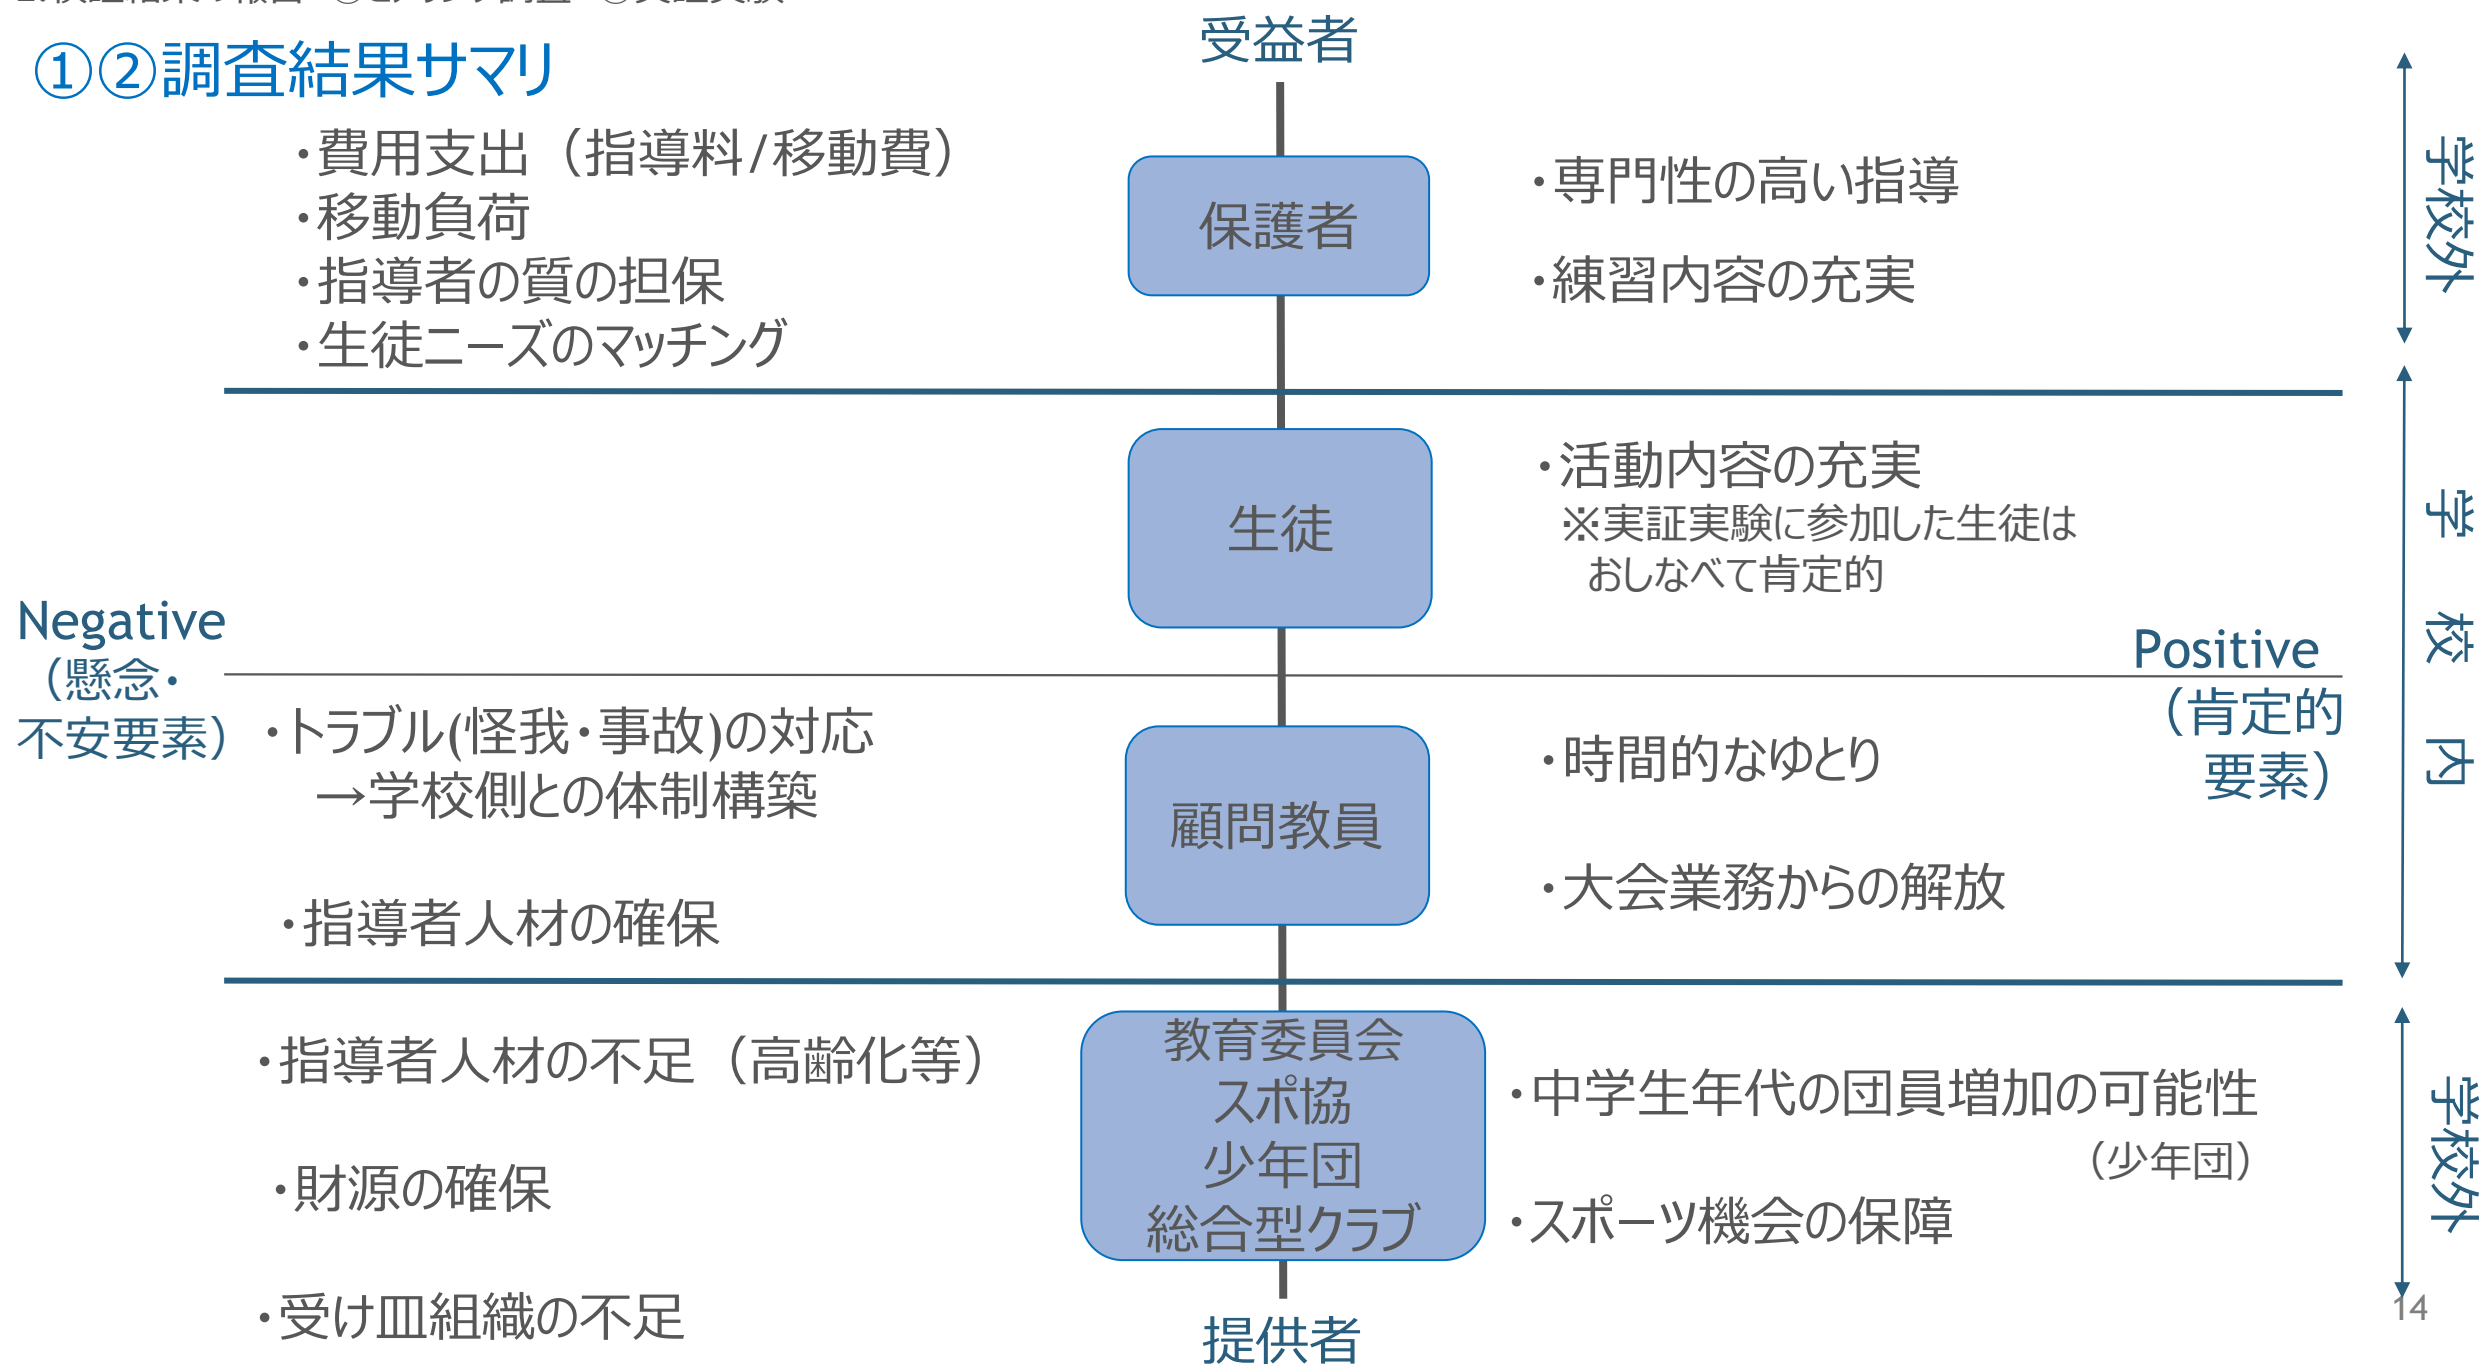 ①②調査結果サマリ
受益者
・費用支出（指導料/移動費）
・移動負荷
・指導者の質の担保
・生徒ニーズのマッチング
保護者
・専門性の高い指導
・練習内容の充実
学校外
生徒
・活動内容の充実
※実証実験に参加した生徒は
おしなべて肯定的
学校内
Negative
（懸念・
不安要素）
Positive
（肯定的
要素）
・トラブル(怪我・事故)の対応
→学校側との体制構築
・指導者人材の確保
顧問教員
・時間的なゆとり
・大会業務からの解放
・指導者人材の不足（高齢化等）
・財源の確保
・受け皿組織の不足
教育委員会
スポ協
少年団
総合型クラブ
・中学生年代の団員増加の可能性
（少年団）
・スポーツ機会の保障
学校外
提供者
14